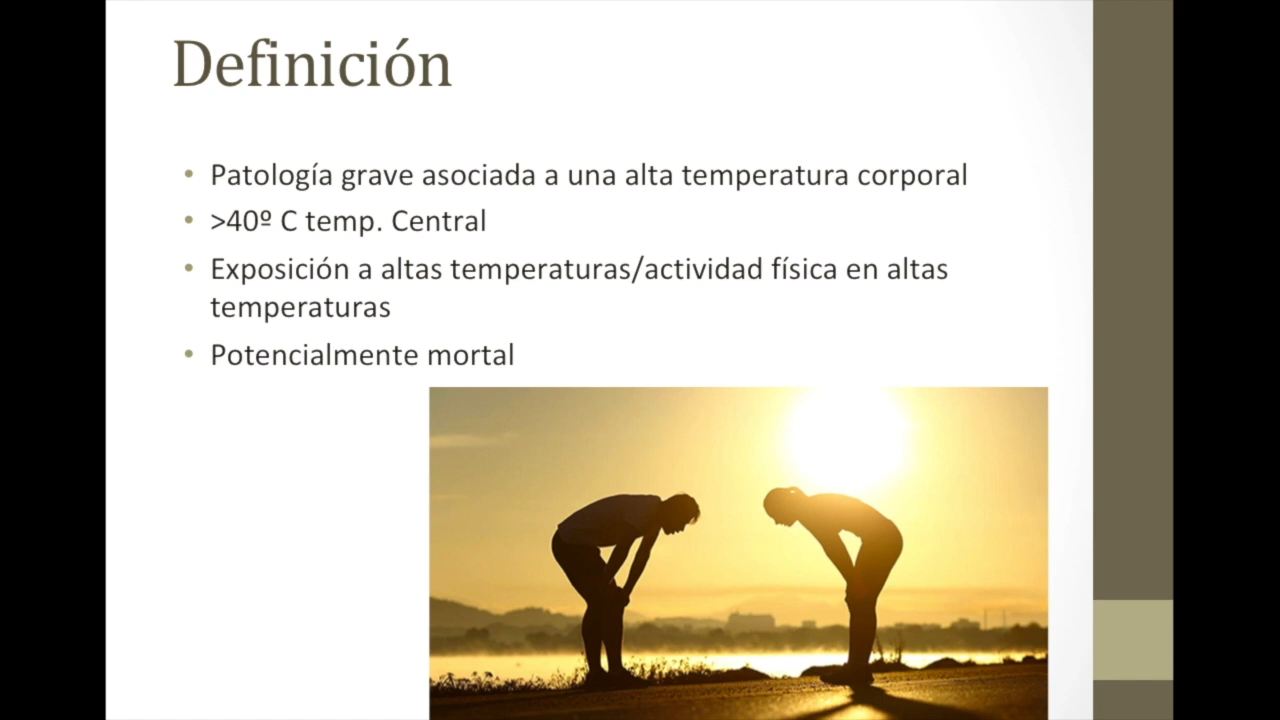 Definición
• Patología grave asociada a una alta temperatura corporal
• >40º C temp. Central
• Exposición a altas temperaturas/actividad física en altas
temperaturas
• Potencialmente mortal